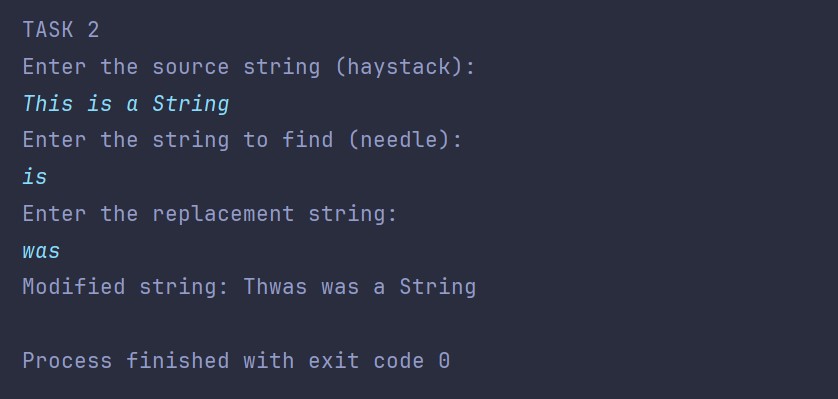 TASK 2
Enter the source string (haystack):
This is a String
Enter the string to find (needle):
is
Enter the replacement string:
was
Modified string: Thwas was a String
Process finished with exit code 0